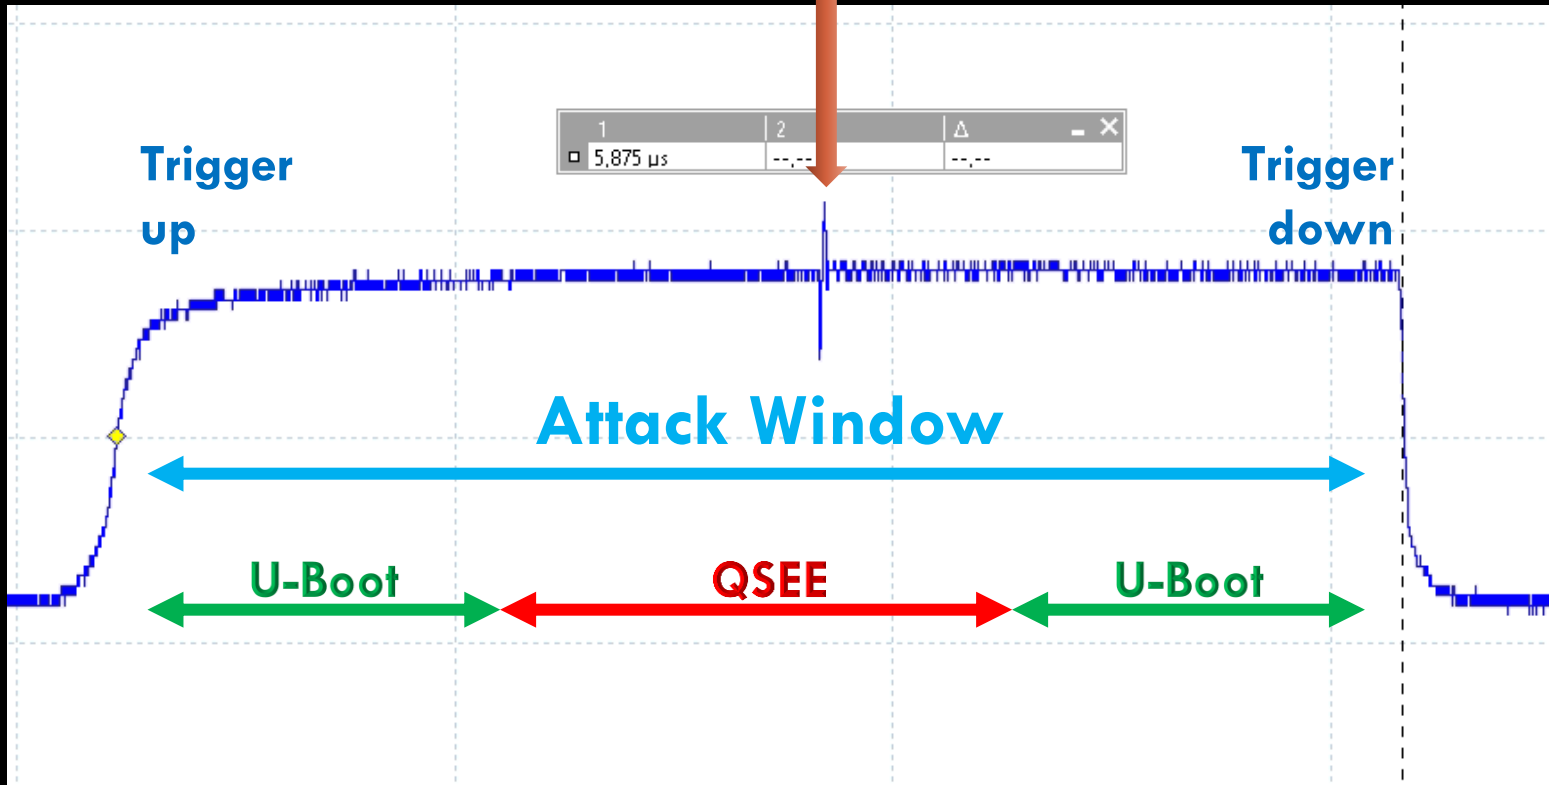 1 2 Δ
5,875 µs --,-- --,--
Trigger
up
Trigger
down
Attack Window
U-Boot QSEE U-Boot